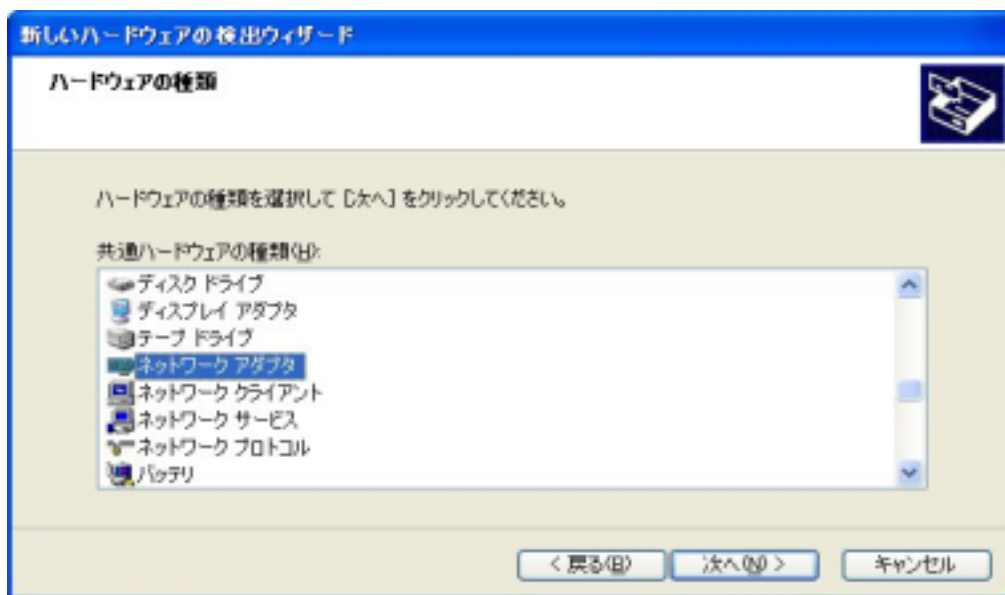 新しいハードウェアの検出ウィザード
ハードウェアの種類
ハードウェアの種類を選択して [次へ] をクリックしてください。
共通ハードウェアの種類(H):
ディスク ドライブ
ディスプレイ アダプタ
テープ ドライブ
ネットワーク アダプタ
ネットワーク クライアント
ネットワーク サービス
ネットワーク プロトコル
バッテリ
< 戻る(B) 次へ(N) > キャンセル